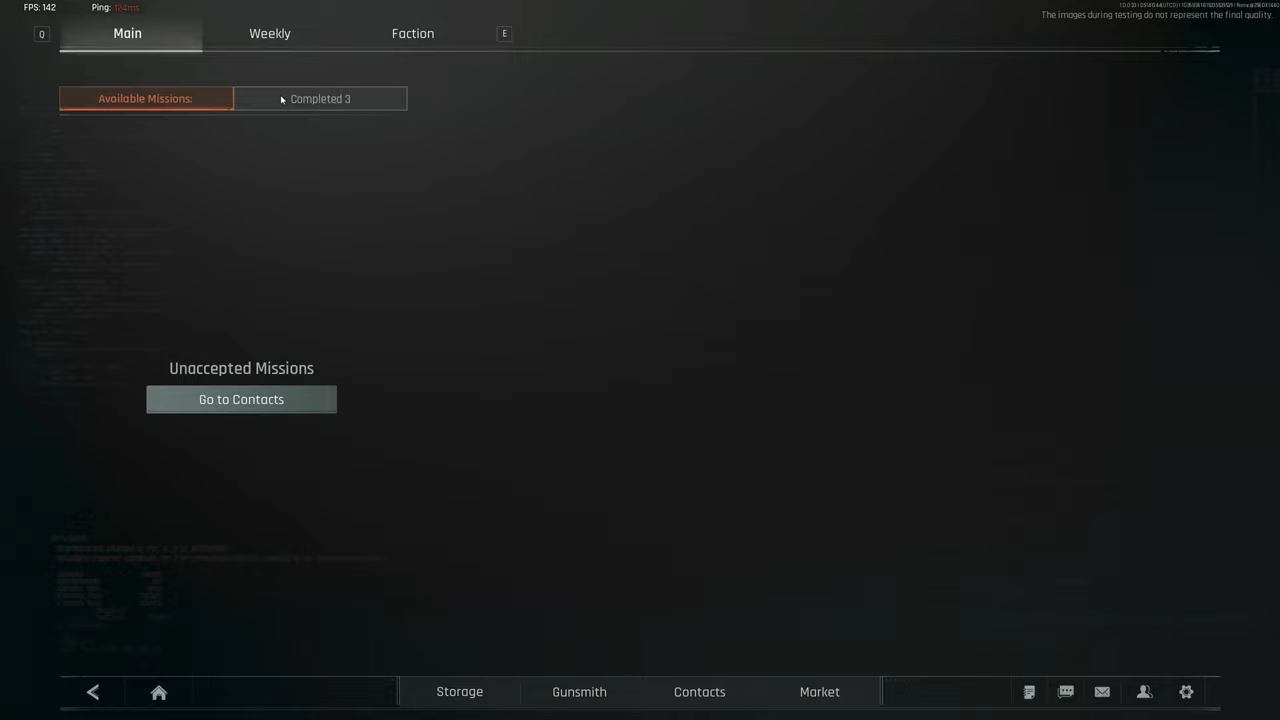 FPS: 142 Ping: 124ms
The images during testing do not represent the final quality
Q Main Weekly Faction E
Available Missions: Completed 3
Unaccepted Missions
Go to Contacts
Storage Gunsmith Contacts Market